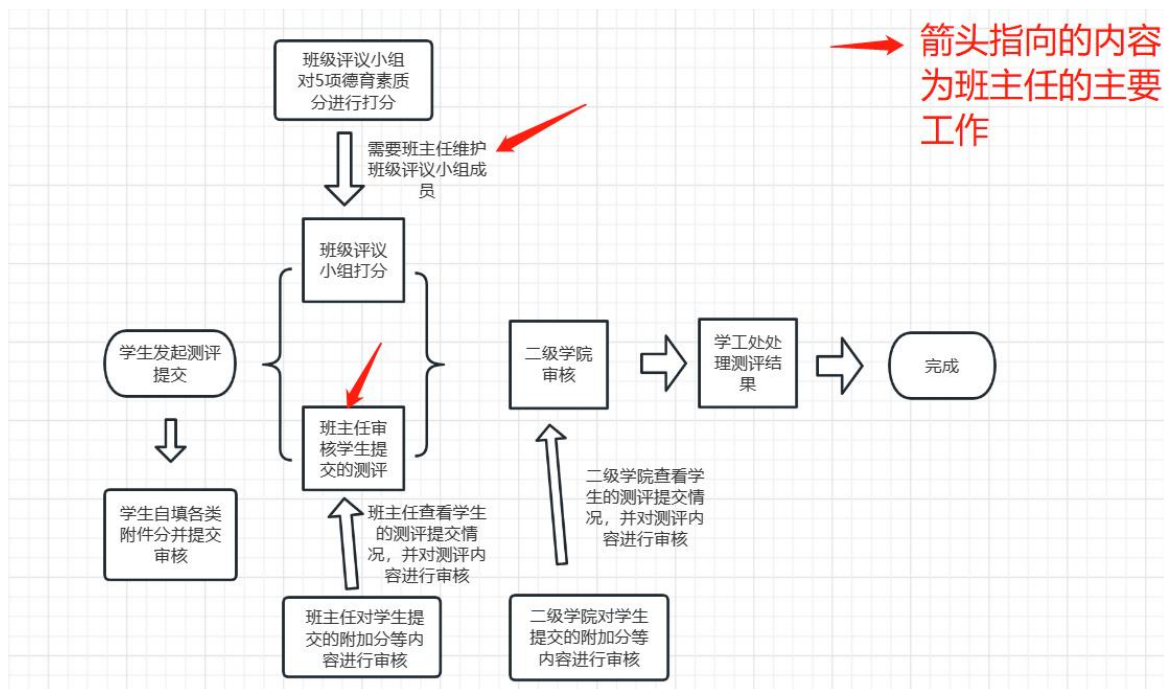 箭头指向的内容
为班主任的主要
工作
班级评议小组
对5项德育素质
分进行打分
需要班主任维护
班级评议小组成
员
班级评议
小组打分
学生发起测评
提交
二级学院
审核
学工处处
理测评结
果
完成
班主任审
核学生提
交的测评
学生自填各类
附件分并提交
审核
班主任查看学生
的测评提交情
况，并对测评内
容进行审核
二级学院查看学
生的测评提交情
况，并对测评内
容进行审核
班主任对学生提
交的附加分等内
容进行审核
二级学院对学生
提交的附加分等
内容进行审核